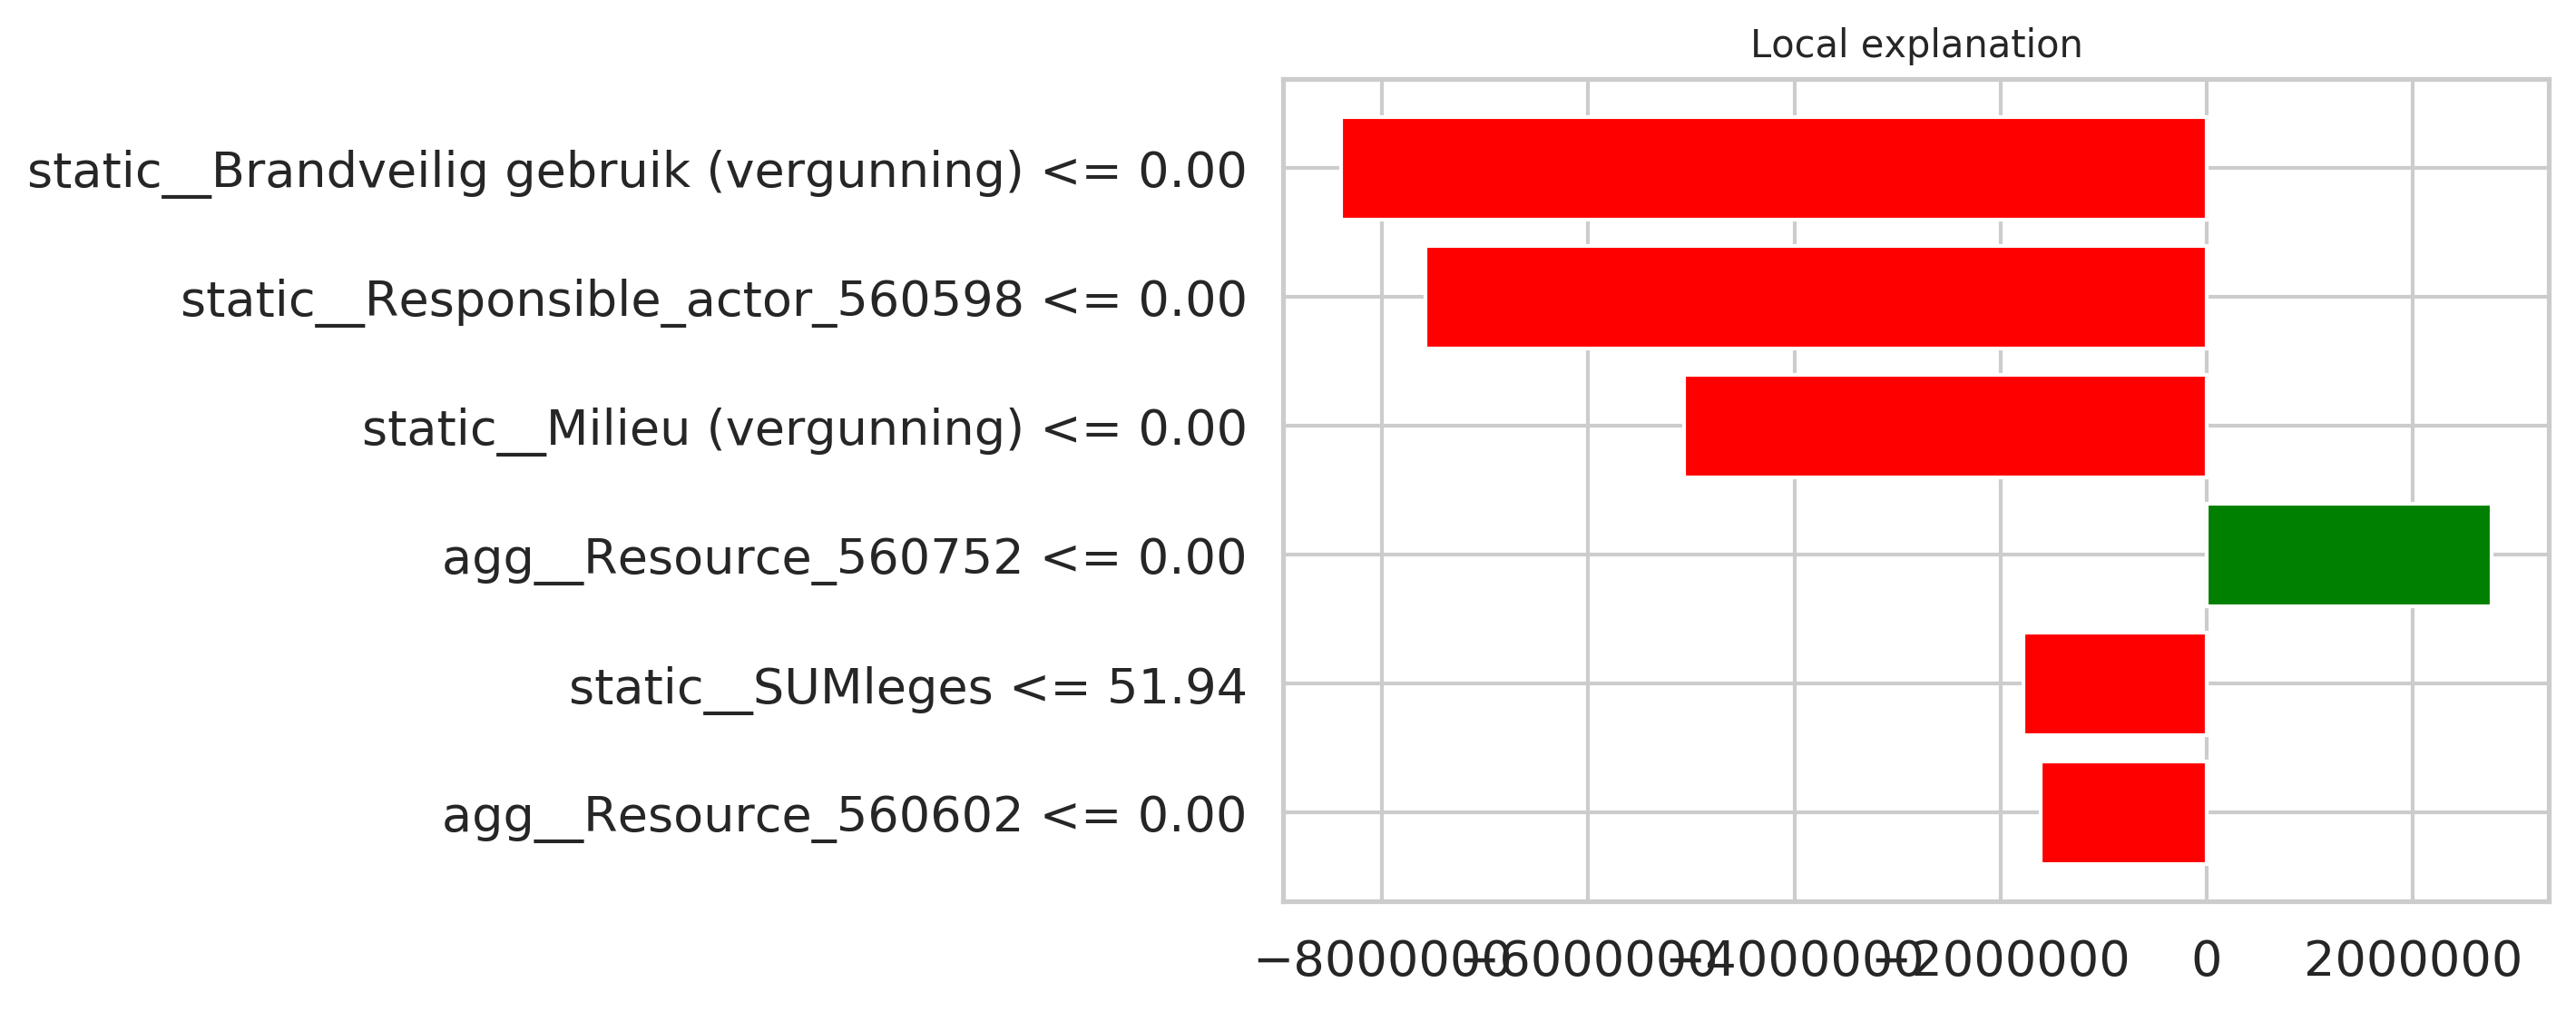 Local explanation
static__Brandveilig gebruik (vergunning) <= 0.00
static__Responsible_actor_560598 <= 0.00
static__Milieu (vergunning) <= 0.00
agg__Resource_560752 <= 0.00
static__SUMleges <= 51.94
agg__Resource_560602 <= 0.00
−8000000 −6000000 −4000000 −2000000 0 2000000